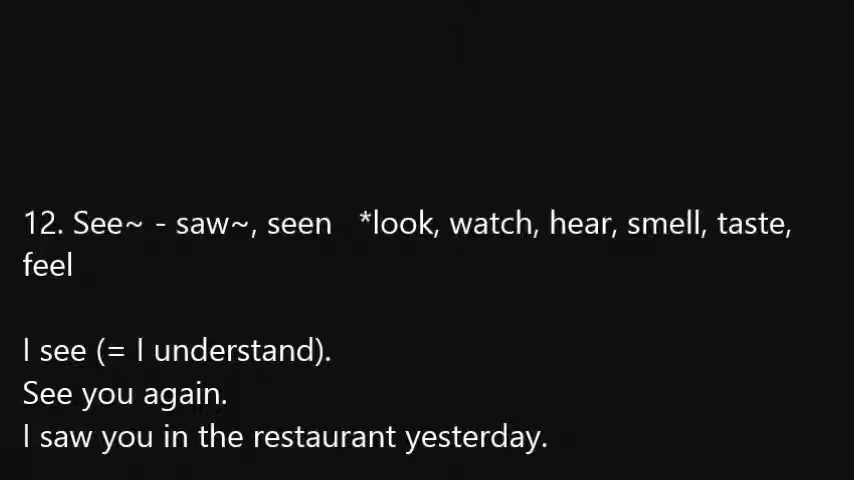 12. See~ - saw~, seen   *look, watch, hear, smell, taste,
feel
I see (= I understand).
See you again.
I saw you in the restaurant yesterday.